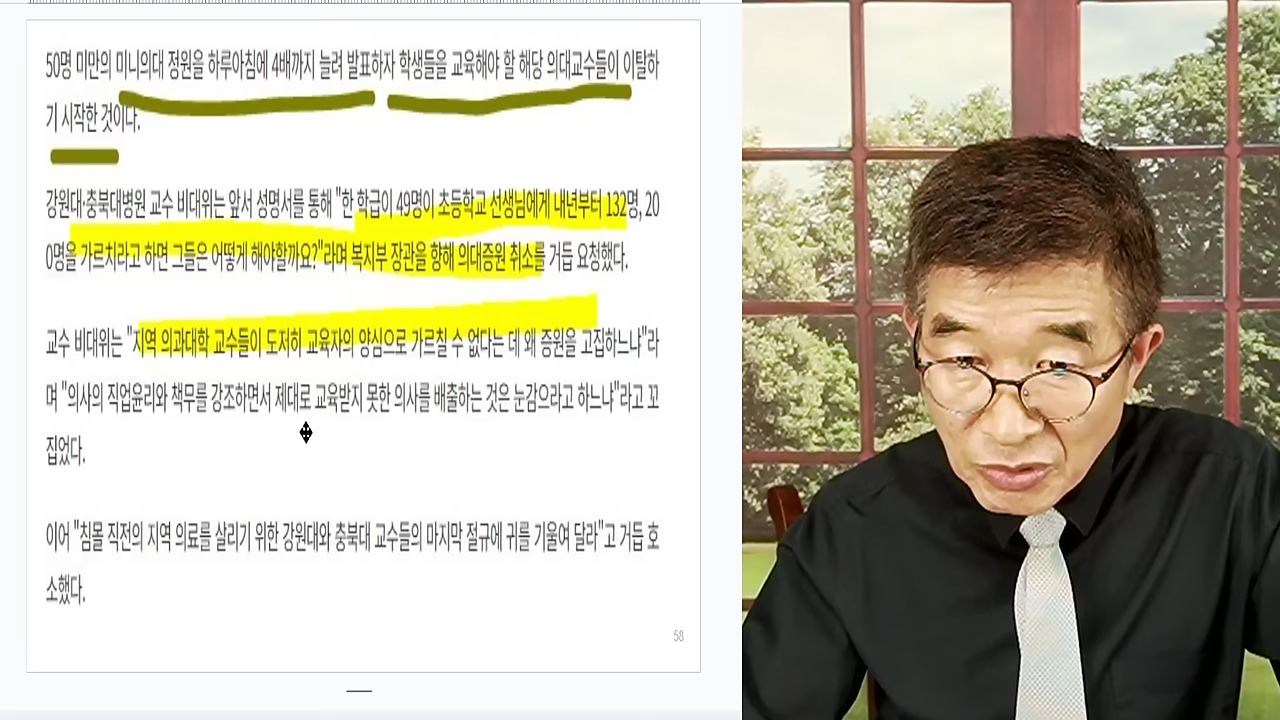 50명 미만의 미니의대 정원을 하루아침에 4배까지 늘려 발표하자 학생들을 교육해야 할 해당 의대교수들이 이탈하
기 시작한 것이다.
강원대·충북대병원 교수 비대위는 앞서 성명서를 통해 "한 학급이 49명이 초등학교 선생님에게 내년부터 132명, 20
0명을 가르치라고 하면 그들은 어떻게 해야할까요?"라며 복지부 장관을 향해 의대증원 취소를 거듭 요청했다.
교수 비대위는 "지역 의과대학 교수들이 도저히 교육자의 양심으로 가르칠 수 없다는 데 왜 증원을 고집하느냐"라
며 "의사의 직업윤리와 책무를 강조하면서 제대로 교육받지 못한 의사를 배출하는 것은 눈감으라고 하느냐"라고 꼬
집었다.
이어 "침몰 직전의 지역 의료를 살리기 위한 강원대와 충북대 교수들의 마지막 절규에 귀를 기울여 달라"고 거듭 호
소했다.
58